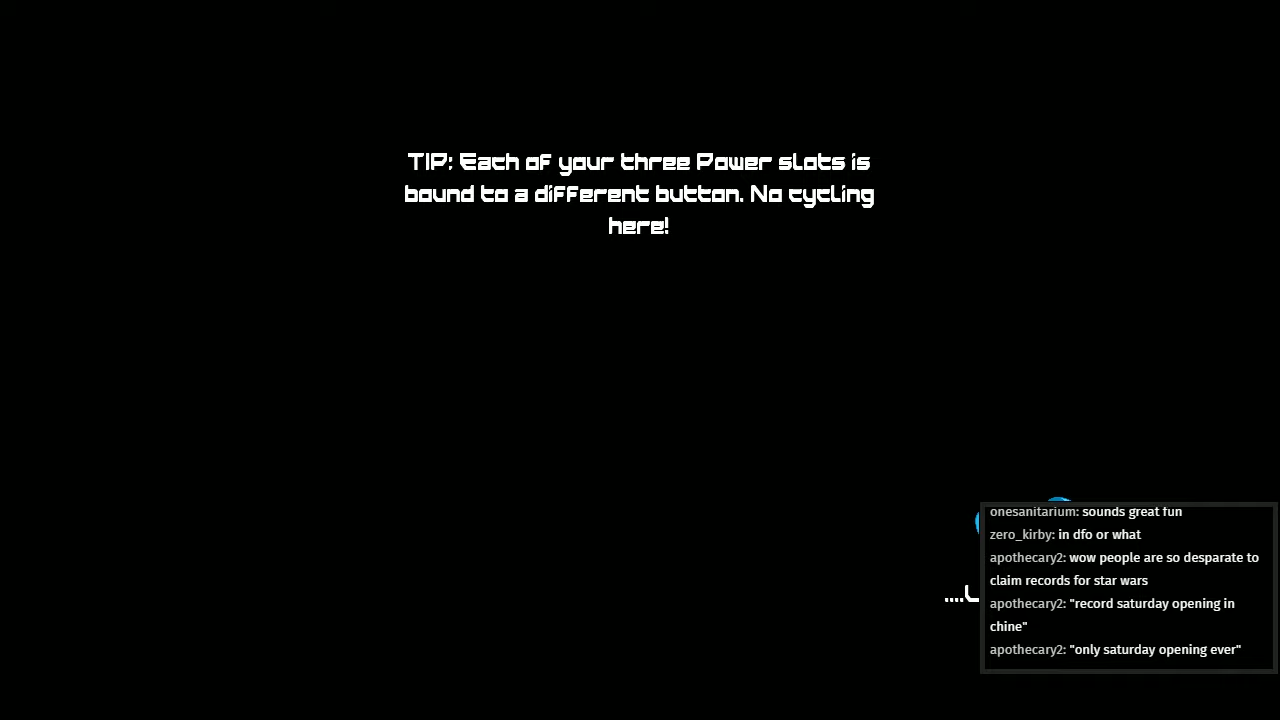 TIP: Each of your three Power slots is
bound to a different button. No cycling
here!
onesanitarium: sounds great fun
zero_kirby: in dfo or what
apothecary2: wow people are so desparate to
claim records for star wars
apothecary2: "record saturday opening in
chine"
apothecary2: "only saturday opening ever"
....L